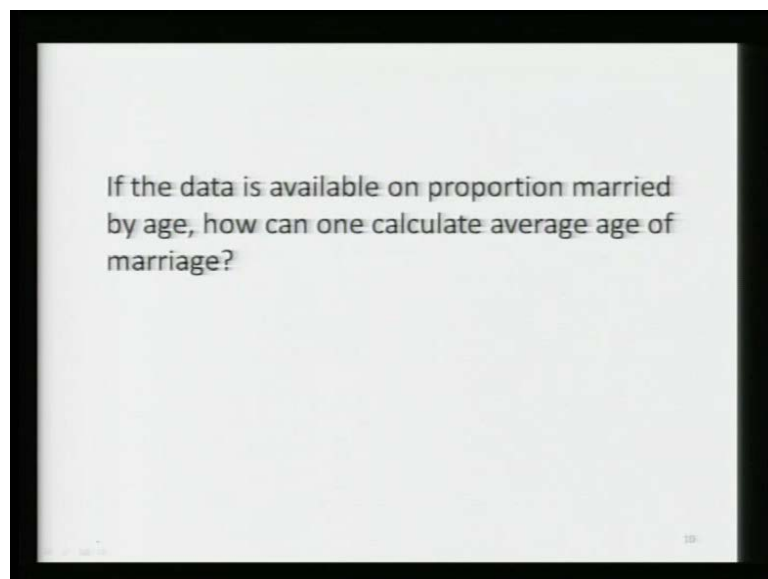 If the data is available on proportion married
by age, how can one calculate average age of
marriage?